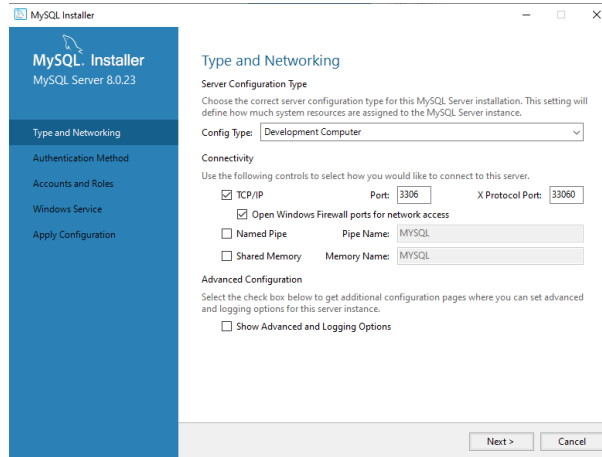 MySQL Installer
MySQL. Installer
MySQL Server 8.0.23
Type and Networking
Authentication Method
Accounts and Roles
Windows Service
Apply Configuration
Type and Networking
Server Configuration Type
Choose the correct server configuration type for this MySQL Server installation. This setting will
define how much system resources are assigned to the MySQL Server instance.
Config Type: Development Computer
Connectivity
Use the following controls to select how you would like to connect to this server.
TCP/IP Port: 3306 X Protocol Port: 33060
Open Windows Firewall ports for network access
Named Pipe Pipe Name: MYSQL
Shared Memory Memory Name: MYSQL
Advanced Configuration
Select the check box below to get additional configuration pages where you can set advanced
and logging options for this server instance.
Show Advanced and Logging Options
Next > Cancel